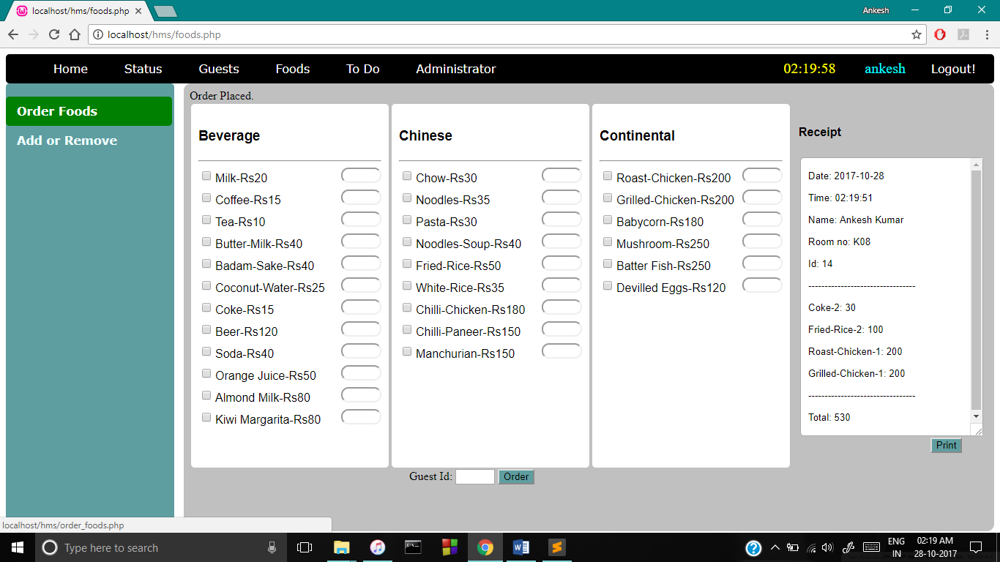 localhost/hms/foods.php
Ankesh
localhost/hms/foods.php
Home Status Guests Foods To Do Administrator 02:19:58 ankesh Logout!
Order Foods
Add or Remove
Order Placed.
Beverage
Milk-Rs20
Coffee-Rs15
Tea-Rs10
Butter-Milk-Rs40
Badam-Sake-Rs40
Coconut-Water-Rs25
Coke-Rs15
Beer-Rs120
Soda-Rs40
Orange Juice-Rs50
Almond Milk-Rs80
Kiwi Margarita-Rs80
Chinese
Chow-Rs30
Noodles-Rs35
Pasta-Rs30
Noodles-Soup-Rs40
Fried-Rice-Rs50
White-Rice-Rs35
Chilli-Chicken-Rs180
Chilli-Paneer-Rs150
Manchurian-Rs150
Continental
Roast-Chicken-Rs200
Grilled-Chicken-Rs200
Babycorn-Rs180
Mushroom-Rs250
Batter Fish-Rs250
Devilled Eggs-Rs120
Receipt
Date: 2017-10-28
Time: 02:19:51
Name: Ankesh Kumar
Room no: K08
Id: 14
---------------------------------
Coke-2: 30
Fried-Rice-2: 100
Roast-Chicken-1: 200
Grilled-Chicken-1: 200
---------------------------------
Total: 530
Print
Guest Id: Order
localhost/hms/order_foods.php
Type here to search
ENG
IN
02:19 AM
28-10-2017